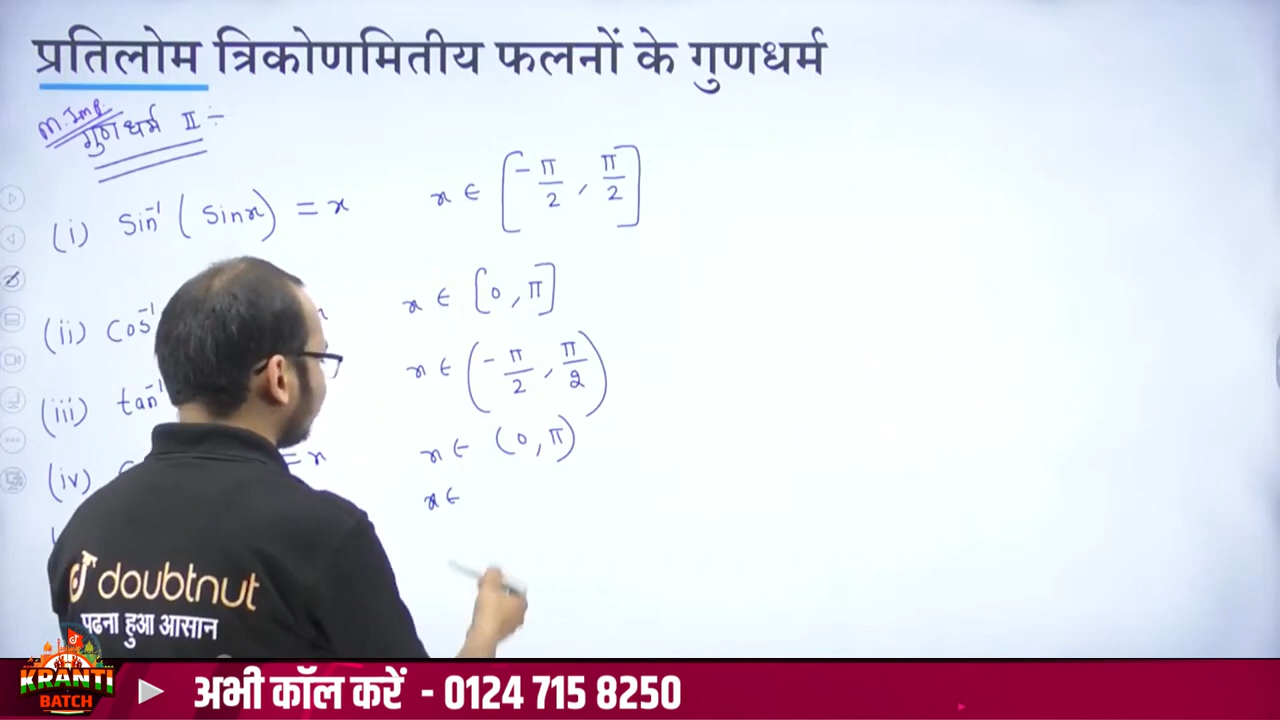 प्रतिलोम त्रिकोणमितीय फलनों के गुणधर्म
M. Imp.
गुणधर्म II :-
(i) Sin⁻¹ (Sinx) = x x ∈ [-π/2, π/2]
(ii) Cos⁻¹ x x ∈ [0, π]
(iii) tan⁻¹ x ∈ (-π/2, π/2)
(iv) = x x ∈ (0, π)
x ∈
doubtnut
पढना हुआ आसान
KRANTI
BATCH
अभी कॉल करें - 0124 715 8250